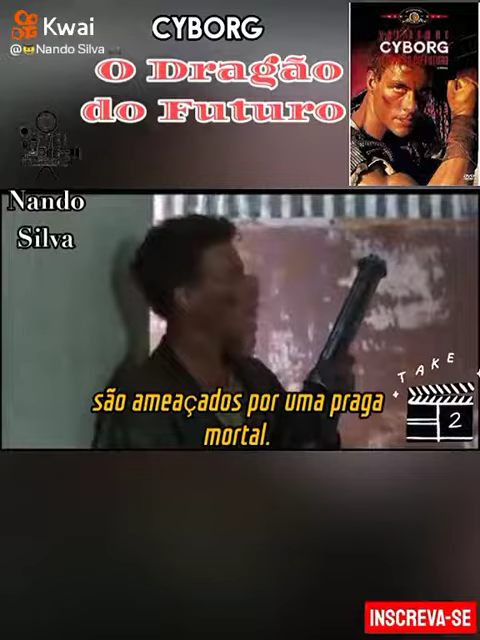 Kwai
@🐯Nando Silva
CYBORG
O Dragão
do Futuro
CYBORG
DVD
Nando
Silva
TAKE
2
são ameaçados por uma praga
mortal.
INSCREVA-SE